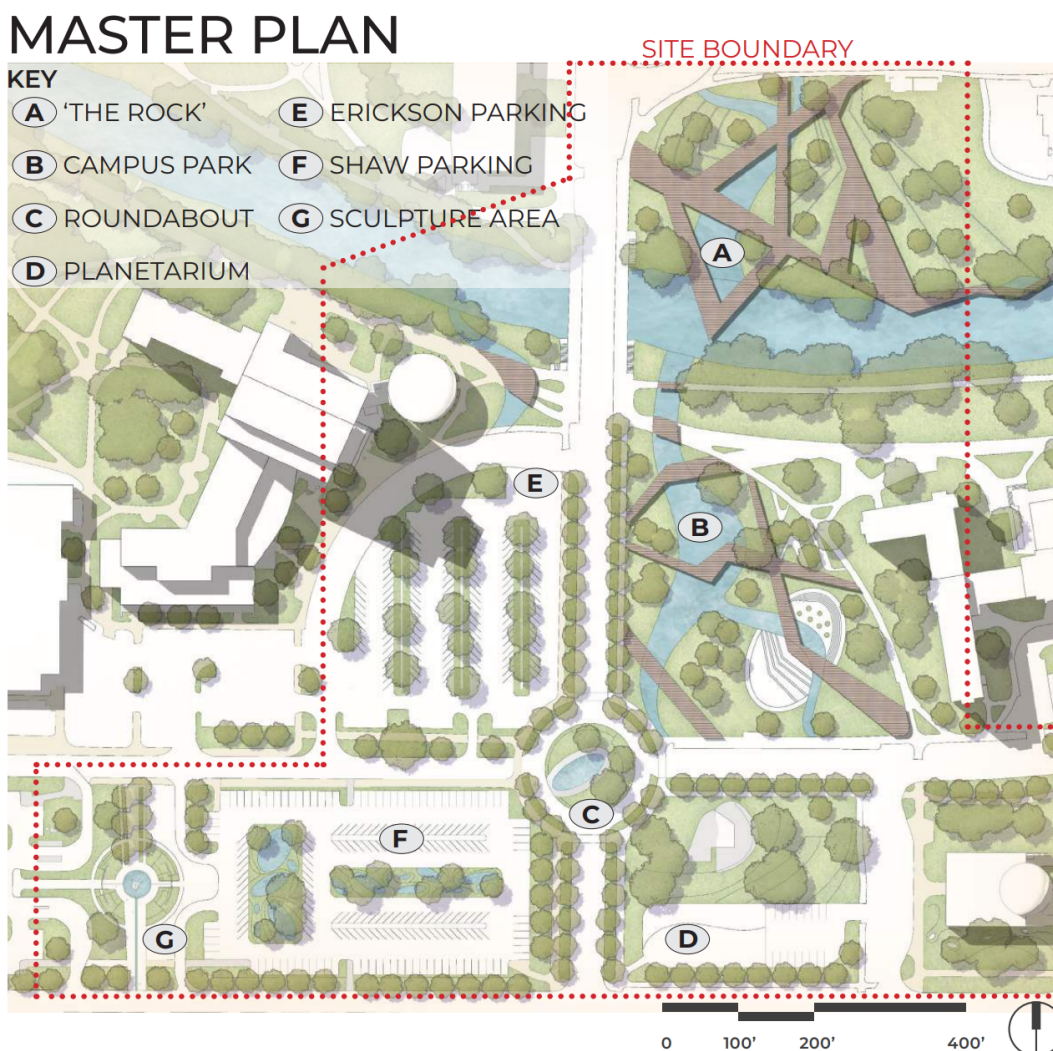 MASTER PLAN
SITE BOUNDARY
KEY
A 'THE ROCK'
B CAMPUS PARK
C ROUNDABOUT
D PLANETARIUM
E ERICKSON PARKING
F SHAW PARKING
G SCULPTURE AREA
A
E
B
C
F
G
D
0 100' 200' 400'